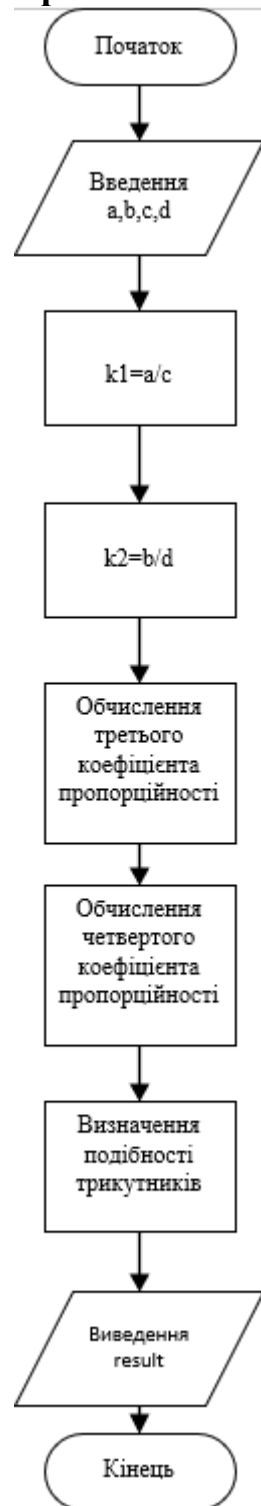 Початок
Введення
a,b,c,d
k1=a/c
k2=b/d
Обчислення
третього
коефіцієнта
пропорційності
Обчислення
четвертого
коефіцієнта
пропорційності
Визначення
подібності
трикутників
Виведення
result
Кінець